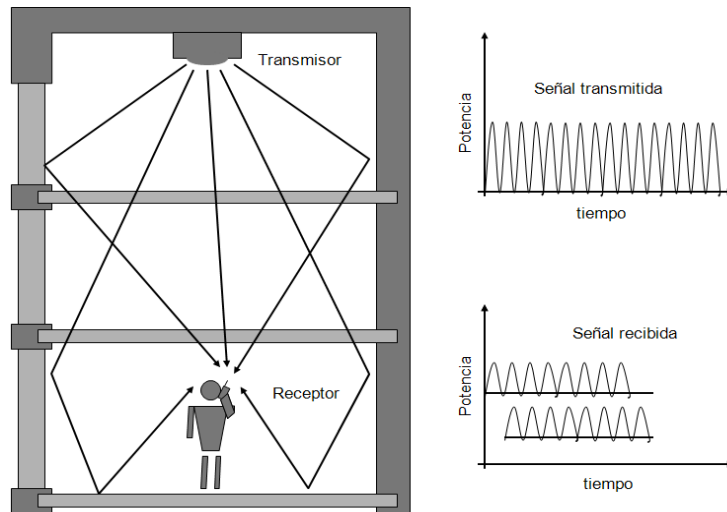 Transmisor
Receptor
Señal transmitida
Potencia
tiempo
Señal recibida
Potencia
tiempo